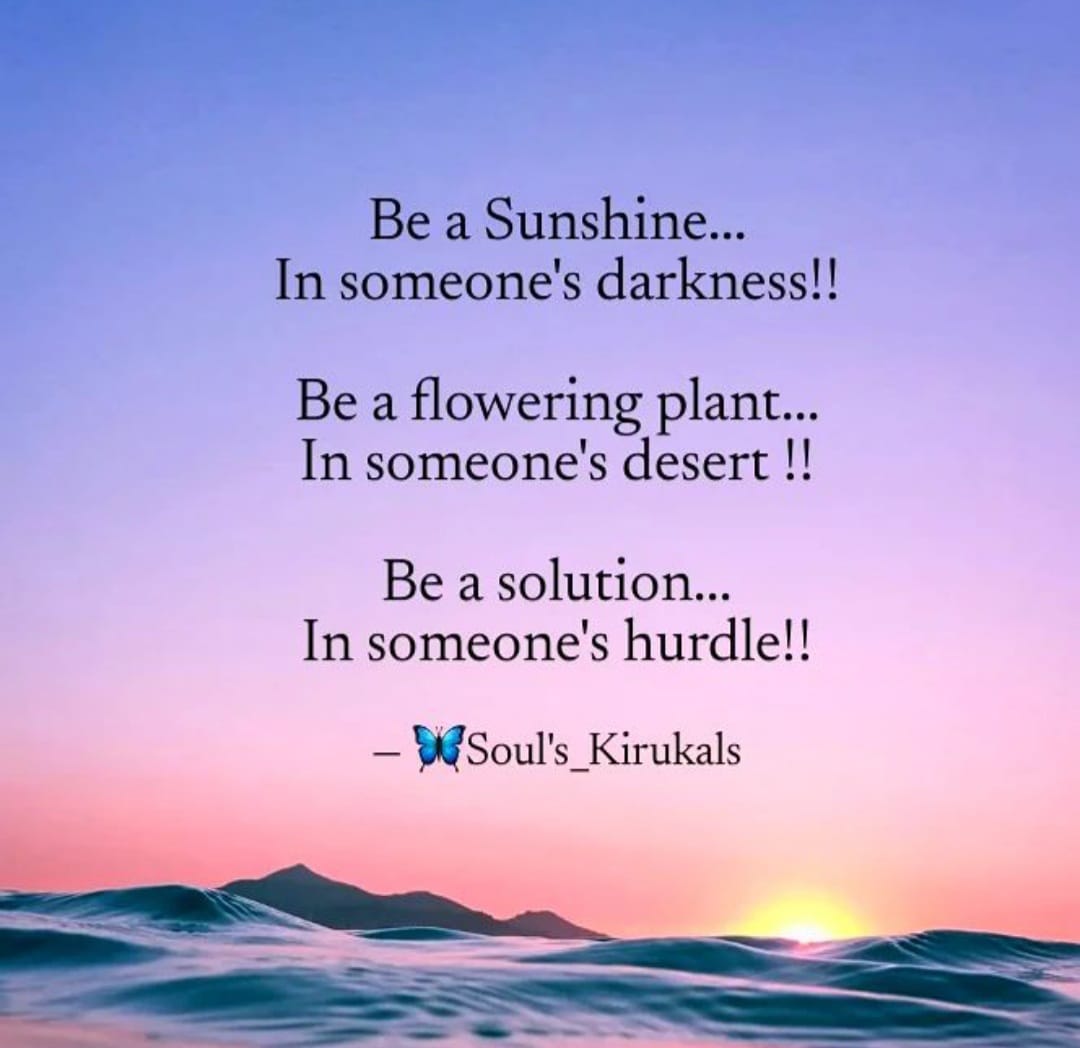 Be a Sunshine...
In someone's darkness!!
Be a flowering plant...
In someone's desert !!
Be a solution...
In someone's hurdle!!
– 🦋Soul's_Kirukals